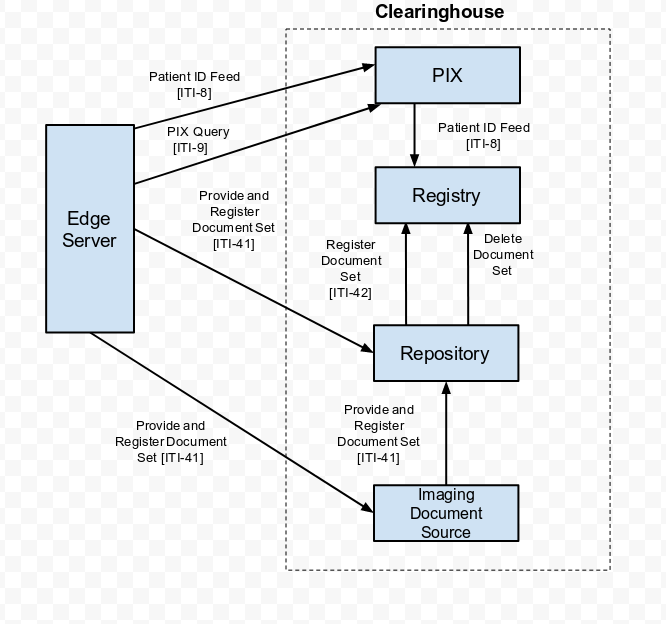 Clearinghouse
Patient ID Feed
[ITI-8]
PIX
PIX Query
[ITI-9]
Patient ID Feed
[ITI-8]
Edge
Server
Provide and
Register
Document Set
[ITI-41]
Registry
Register
Document
Set
[ITI-42]
Delete
Document
Set
Repository
Provide and
Register Document
Set [ITI-41]
Provide and
Register
Document Set
[ITI-41]
Imaging
Document
Source